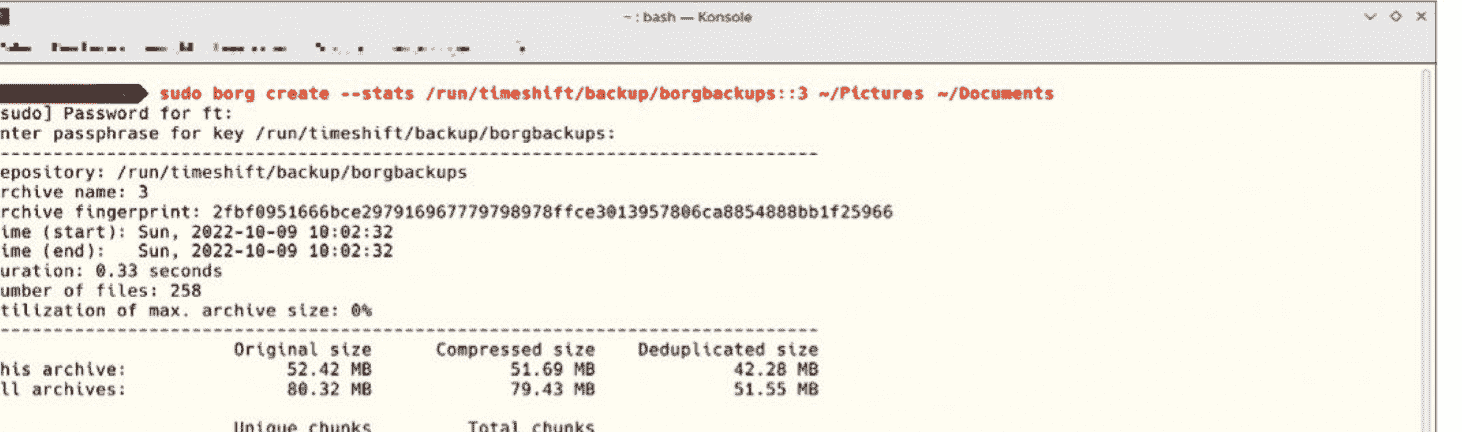 ~ : bash — Konsole
sudo borg create --stats /run/timeshift/backup/borgbackups::3 ~/Pictures ~/Documents
sudo] Password for ft:
nter passphrase for key /run/timeshift/backup/borgbackups:
epository: /run/timeshift/backup/borgbackups
rchive name: 3
rchive fingerprint: 2fbf0951666bce297916967779798978ffce3013957806ca8854888bb1f25966
ime (start): Sun, 2022-10-09 10:02:32
ime (end):   Sun, 2022-10-09 10:02:32
uration: 0.33 seconds
umber of files: 258
tilization of max. archive size: 0%
Original size Compressed size Deduplicated size
his archive: 52.42 MB 51.69 MB 42.28 MB
ll archives: 80.32 MB 79.43 MB 51.55 MB
Unique chunks Total chunks